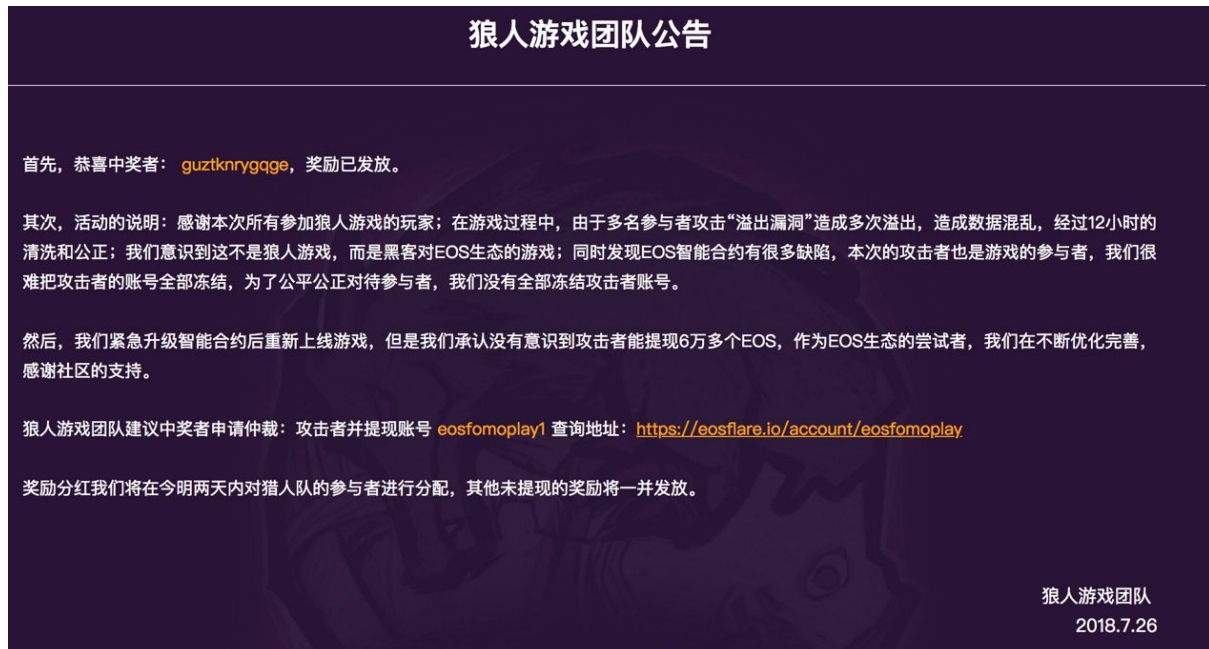 狼人游戏团队公告
首先，恭喜中奖者： guztknrygqge，奖励已发放。
其次，活动的说明：感谢本次所有参加狼人游戏的玩家；在游戏过程中，由于多名参与者攻击“溢出漏洞”造成多次溢出，造成数据混乱，经过12小时的
清洗和公正；我们意识到这不是狼人游戏，而是黑客对EOS生态的游戏；同时发现EOS智能合约有很多缺陷，本次的攻击者也是游戏的参与者，我们很
难把攻击者的账号全部冻结，为了公平公正对待参与者，我们没有全部冻结攻击者账号。
然后，我们紧急升级智能合约后重新上线游戏，但是我们承认没有意识到攻击者能提现6万多个EOS，作为EOS生态的尝试者，我们在不断优化完善，
感谢社区的支持。
狼人游戏团队建议中奖者申请仲裁：攻击者并提现账号 eosfomoplay1 查询地址：https://eosflare.io/account/eosfomoplay
奖励分红我们将在今明两天内对猎人队的参与者进行分配，其他未提现的奖励将一并发放。
狼人游戏团队
2018.7.26